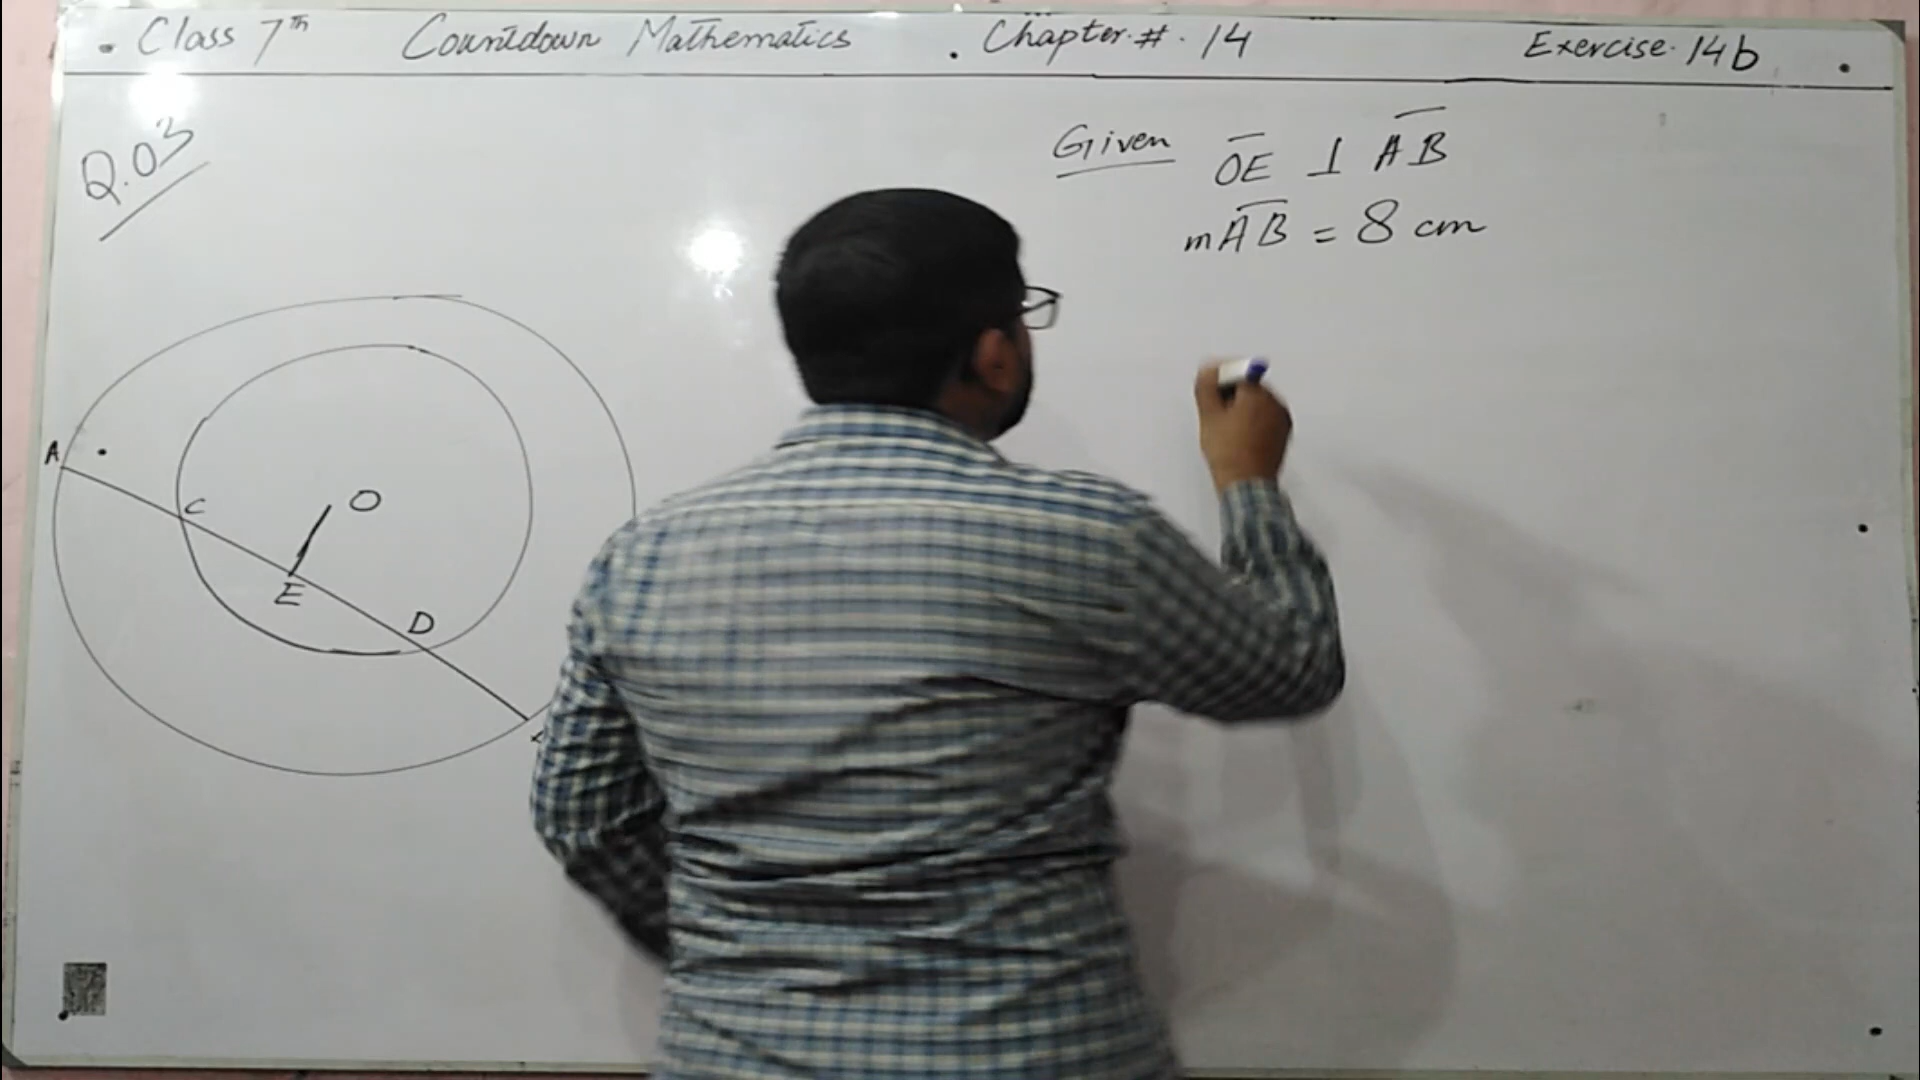 . Class 7th Countdown Mathematics . Chapter # . 14 Exercise 14b .
Q.03
Given OE ⊥ AB
mAB = 8 cm
A
C
O
E
D